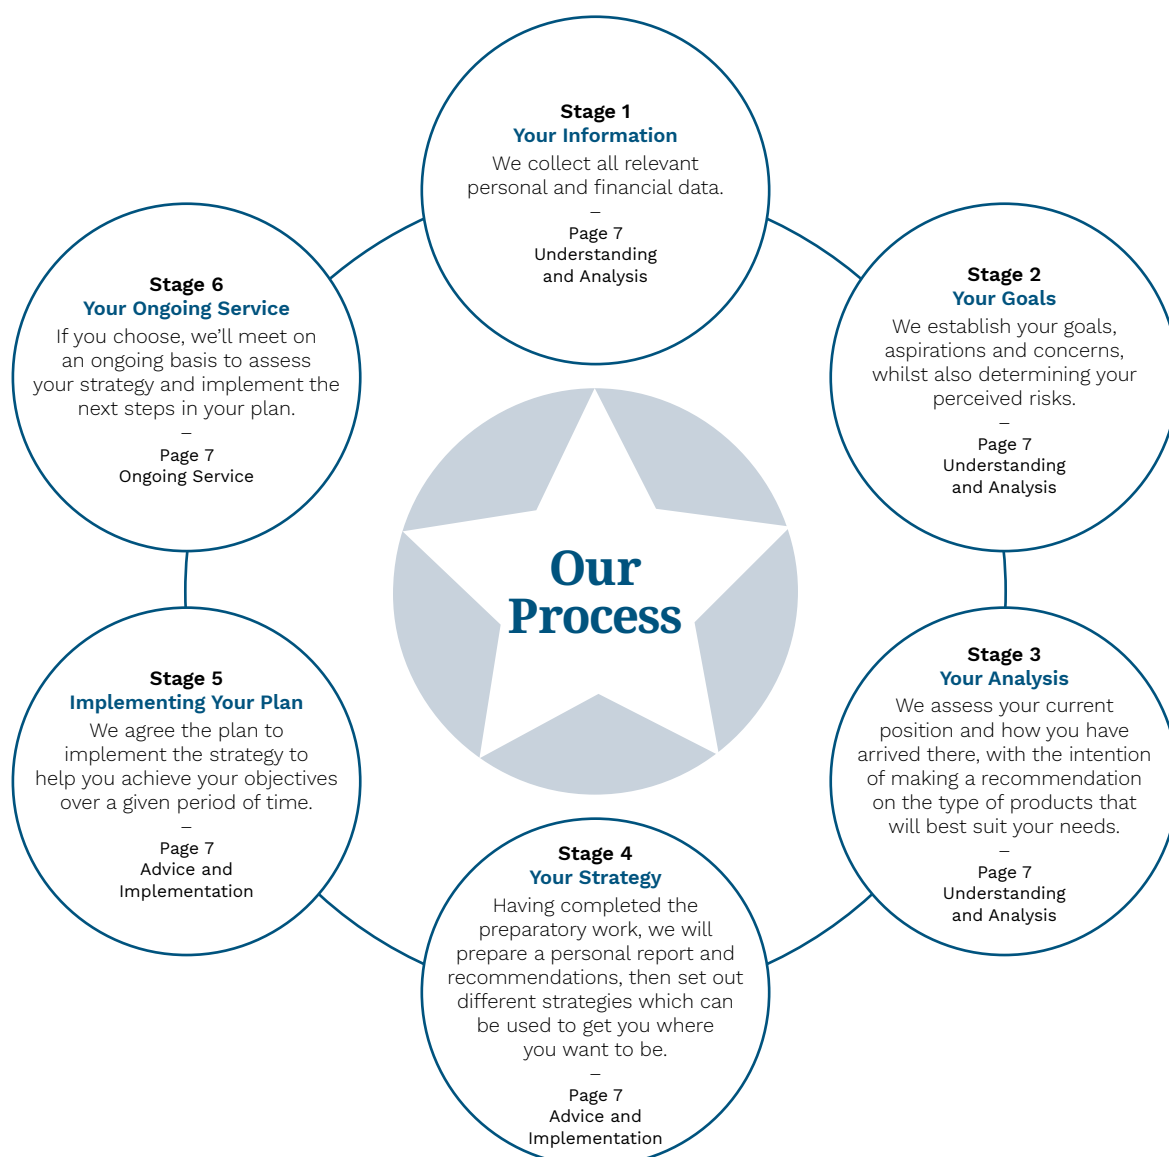 Stage 1
Your Information
We collect all relevant
personal and financial data.
–
Page 7
Understanding
and Analysis
Stage 2
Your Goals
We establish your goals,
aspirations and concerns,
whilst also determining your
perceived risks.
–
Page 7
Understanding
and Analysis
Stage 3
Your Analysis
We assess your current
position and how you have
arrived there, with the intention
of making a recommendation
on the type of products that
will best suit your needs.
–
Page 7
Understanding
and Analysis
Stage 4
Your Strategy
Having completed the
preparatory work, we will
prepare a personal report and
recommendations, then set out
different strategies which can
be used to get you where
you want to be.
–
Page 7
Advice and
Implementation
Stage 5
Implementing Your Plan
We agree the plan to
implement the strategy to
help you achieve your objectives
over a given period of time.
–
Page 7
Advice and
Implementation
Stage 6
Your Ongoing Service
If you choose, we’ll meet on
an ongoing basis to assess
your strategy and implement the
next steps in your plan.
–
Page 7
Ongoing Service
Our
Process